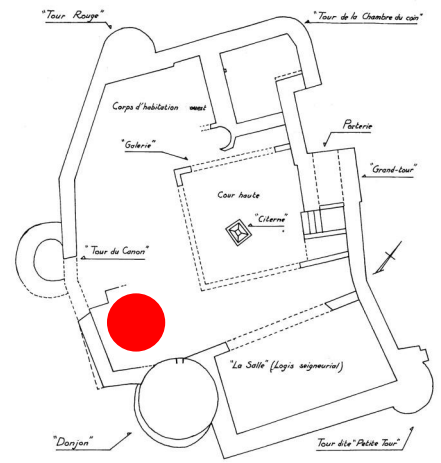 "Tour Rouge"
"Tour de la Chambre du coin"
Corps d'habitation ouest
Porterie
"Galerie"
"Grand-tour"
Cour haute
"Citerne"
"Tour du Canon"
"La Salle" (Logis seigneurial)
"Donjon"
Tour dite "Petite Tour"